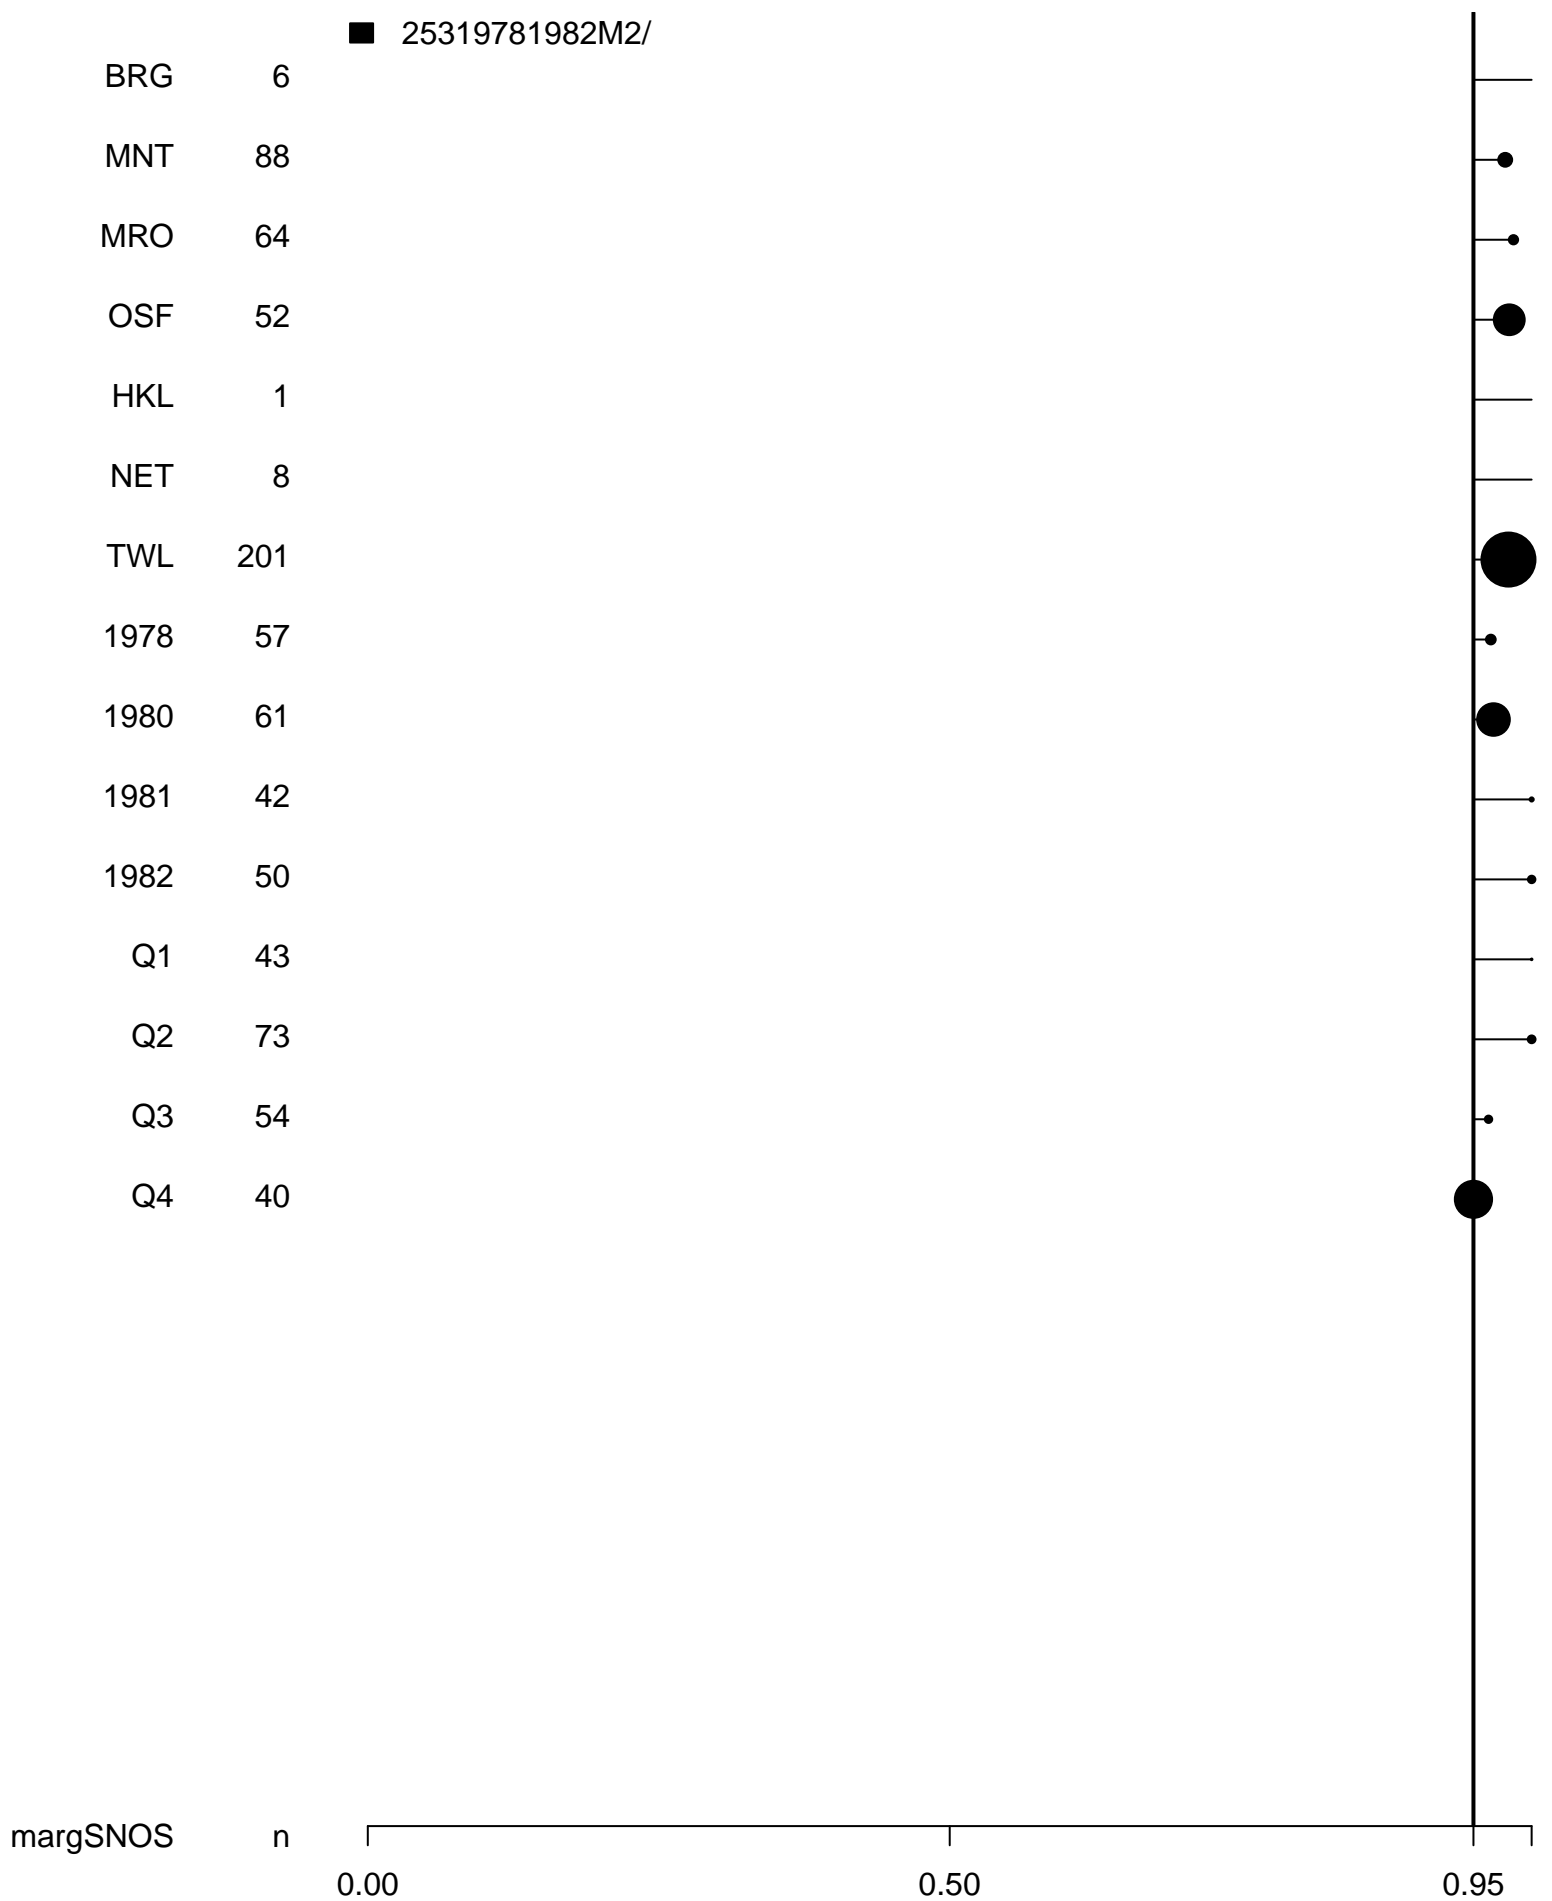 25319781982M2/
BRG 6
MNT 88
MRO 64
OSF 52
HKL 1
NET 8
TWL 201
1978 57
1980 61
1981 42
1982 50
Q1 43
Q2 73
Q3 54
Q4 40
margSNOS n
0.00 0.50 0.95